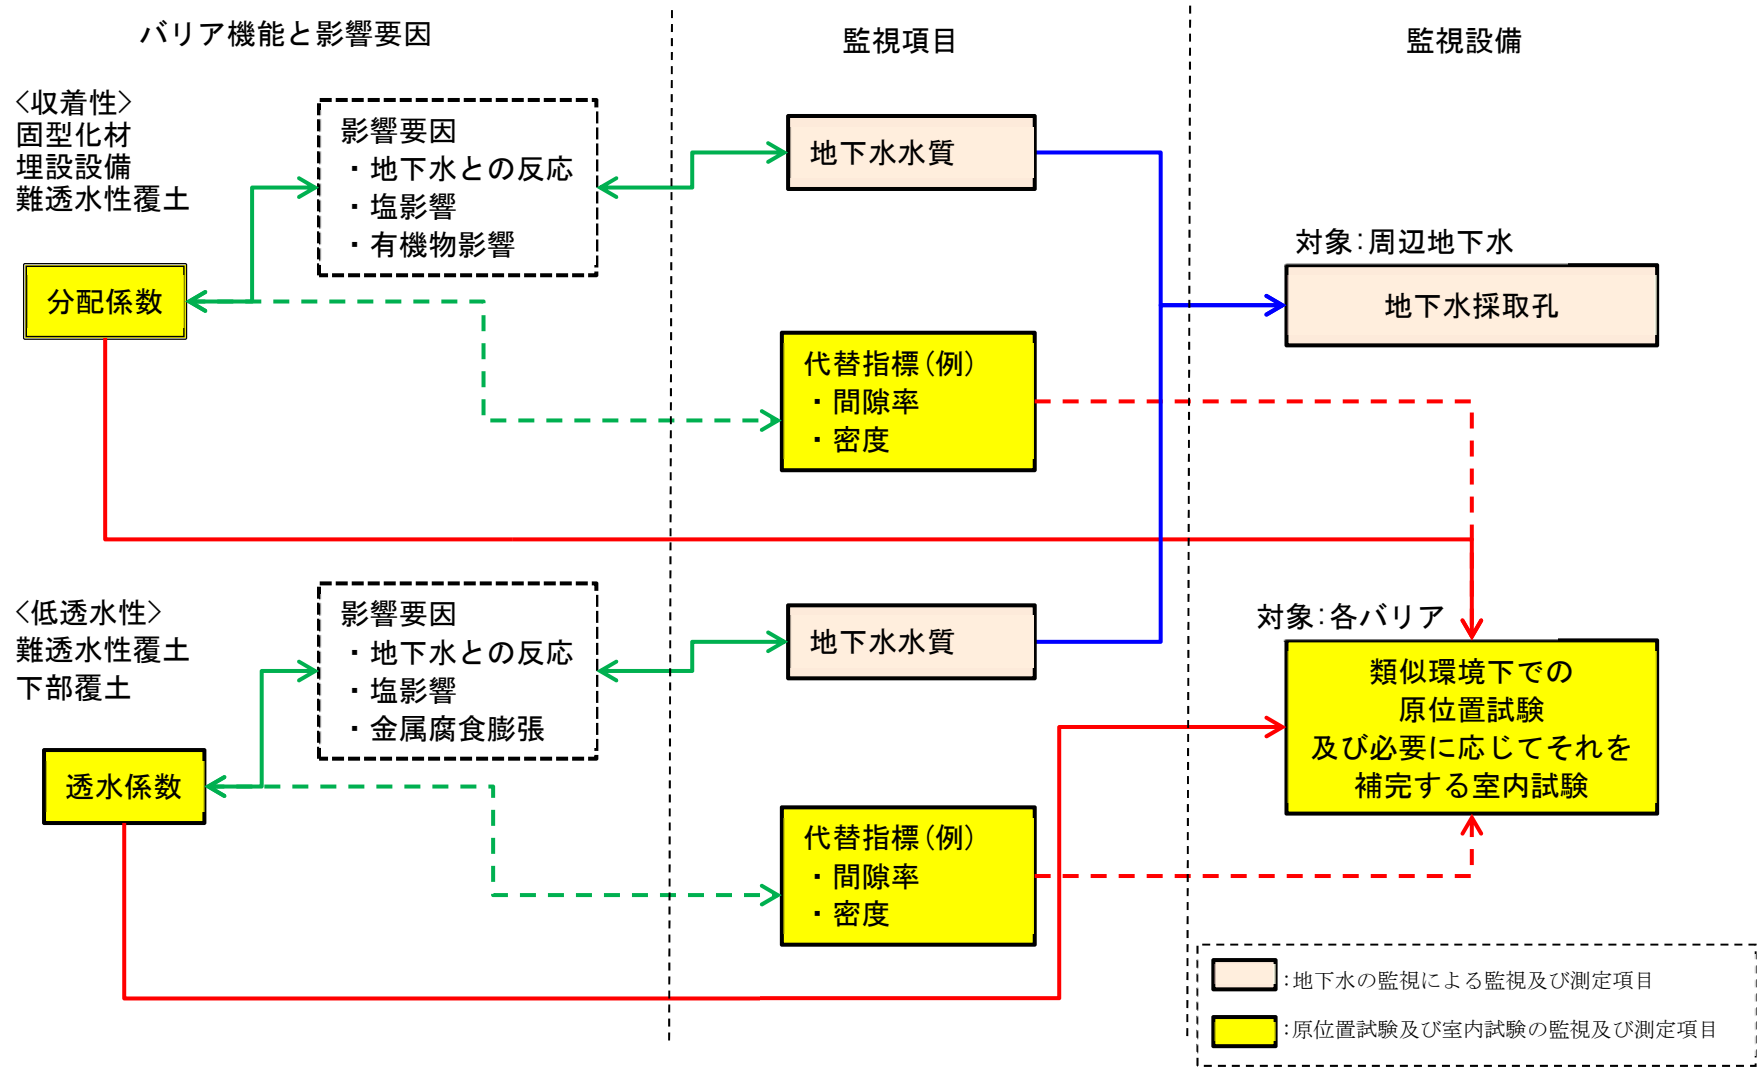 バリア機能と影響要因
監視項目
監視設備
<収着性>
固型化材
埋設設備
難透水性覆土
影響要因
・地下水との反応
・塩影響
・有機物影響
地下水水質
対象：周辺地下水
地下水採取孔
分配係数
代替指標（例）
・間隙率
・密度
<低透水性>
難透水性覆土
下部覆土
影響要因
・地下水との反応
・塩影響
・金属腐食膨張
地下水水質
対象：各バリア
類似環境下での
原位置試験
及び必要に応じてそれを
補完する室内試験
透水係数
代替指標（例）
・間隙率
・密度
：地下水の監視による監視及び測定項目
：原位置試験及び室内試験の監視及び測定項目